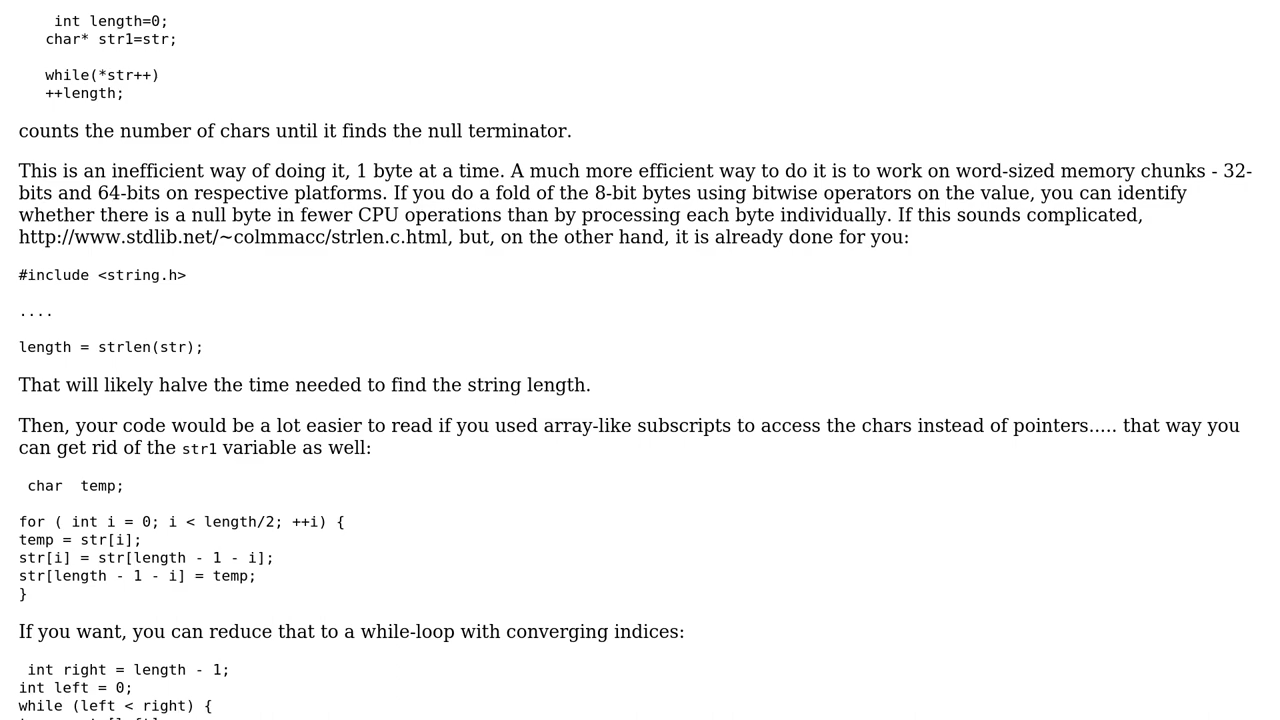 int length=0;
char* str1=str;
while(*str++)
++length;
counts the number of chars until it finds the null terminator.
This is an inefficient way of doing it, 1 byte at a time. A much more efficient way to do it is to work on word-sized memory chunks - 32-
bits and 64-bits on respective platforms. If you do a fold of the 8-bit bytes using bitwise operators on the value, you can identify
whether there is a null byte in fewer CPU operations than by processing each byte individually. If this sounds complicated,
http://www.stdlib.net/~colmmacc/strlen.c.html, but, on the other hand, it is already done for you:
#include <string.h>
....
length = strlen(str);
That will likely halve the time needed to find the string length.
Then, your code would be a lot easier to read if you used array-like subscripts to access the chars instead of pointers..... that way you
can get rid of the str1 variable as well:
char  temp;
for ( int i = 0; i < length/2; ++i) {
temp = str[i];
str[i] = str[length - 1 - i];
str[length - 1 - i] = temp;
}
If you want, you can reduce that to a while-loop with converging indices:
int right = length - 1;
int left = 0;
while (left < right) {